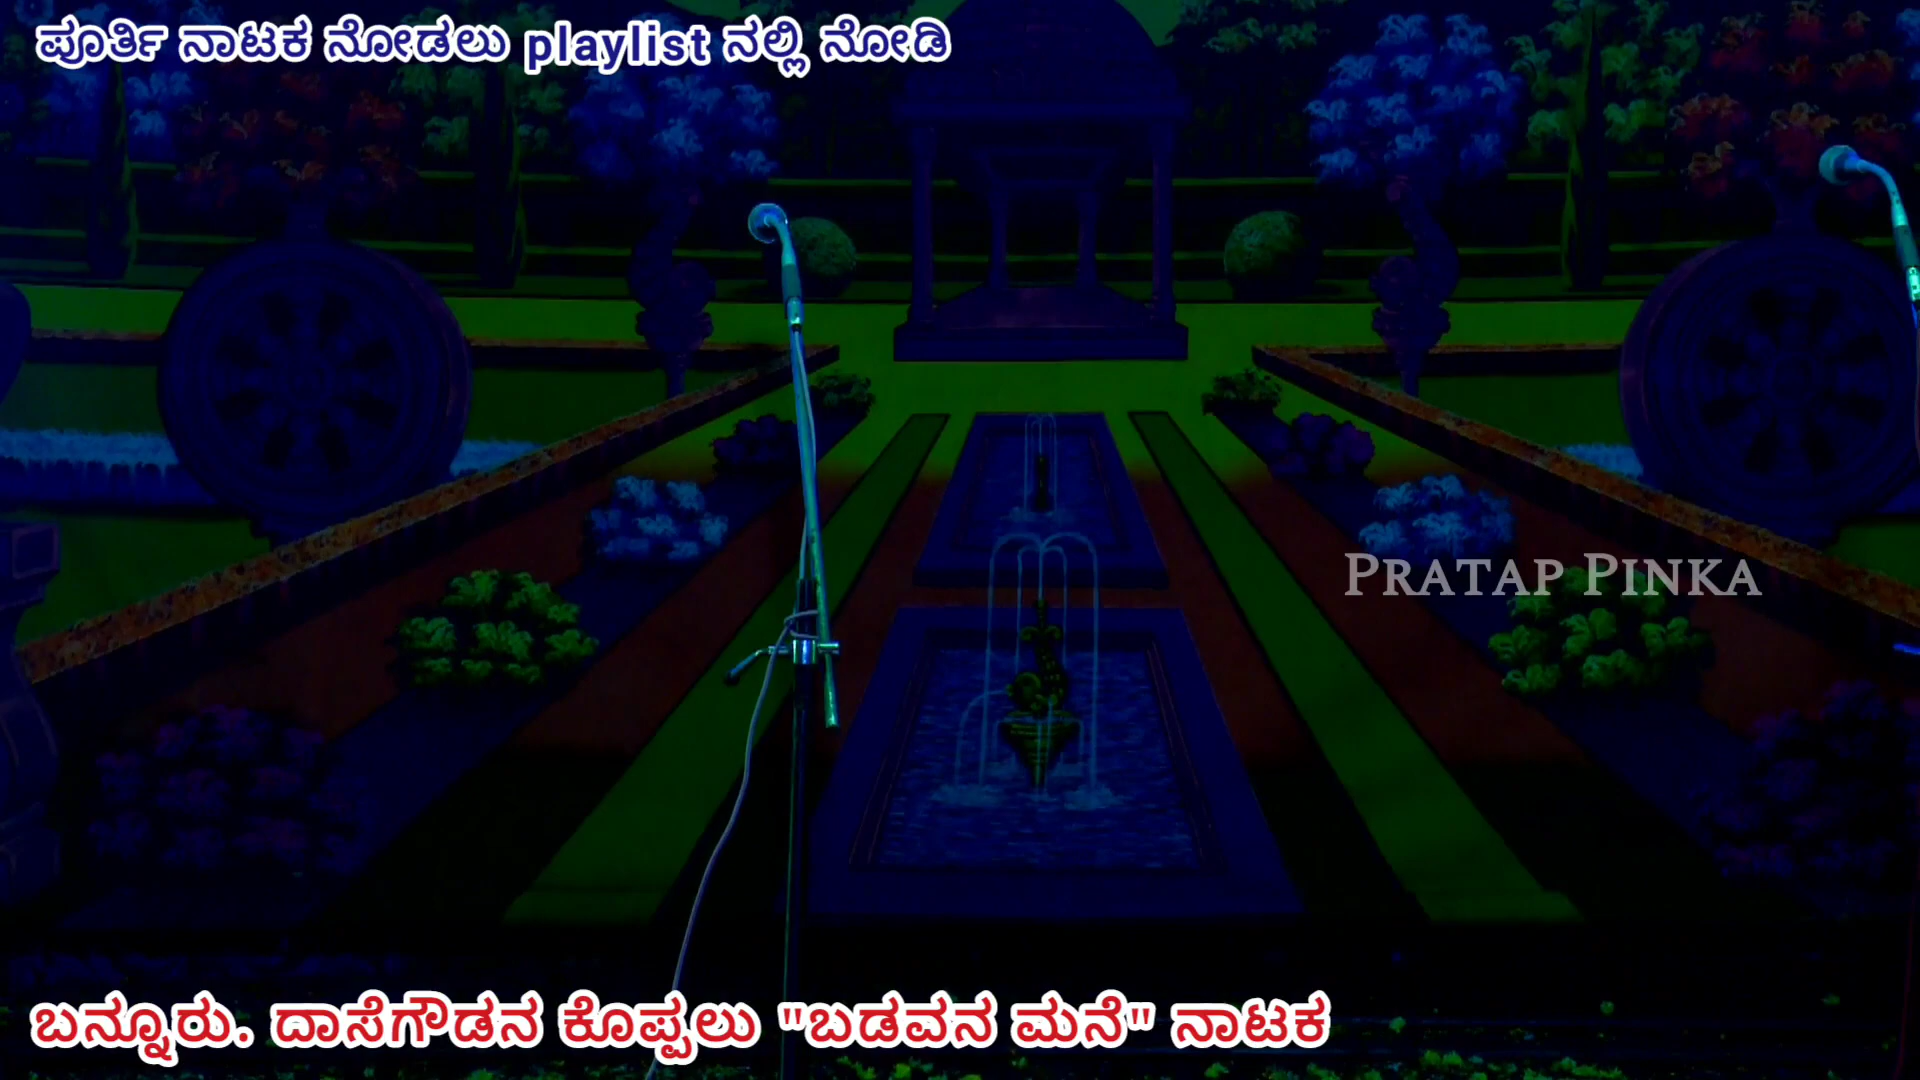 ಪೂರ್ತಿ ನಾಟಕ ನೋಡಲು playlist ನಲ್ಲಿ ನೋಡಿ
PRATAP PINKA
ಬನ್ನೂರು. ದಾಸೆಗೌಡನ ಕೊಪ್ಪಲು "ಬಡವನ ಮನೆ" ನಾಟಕ